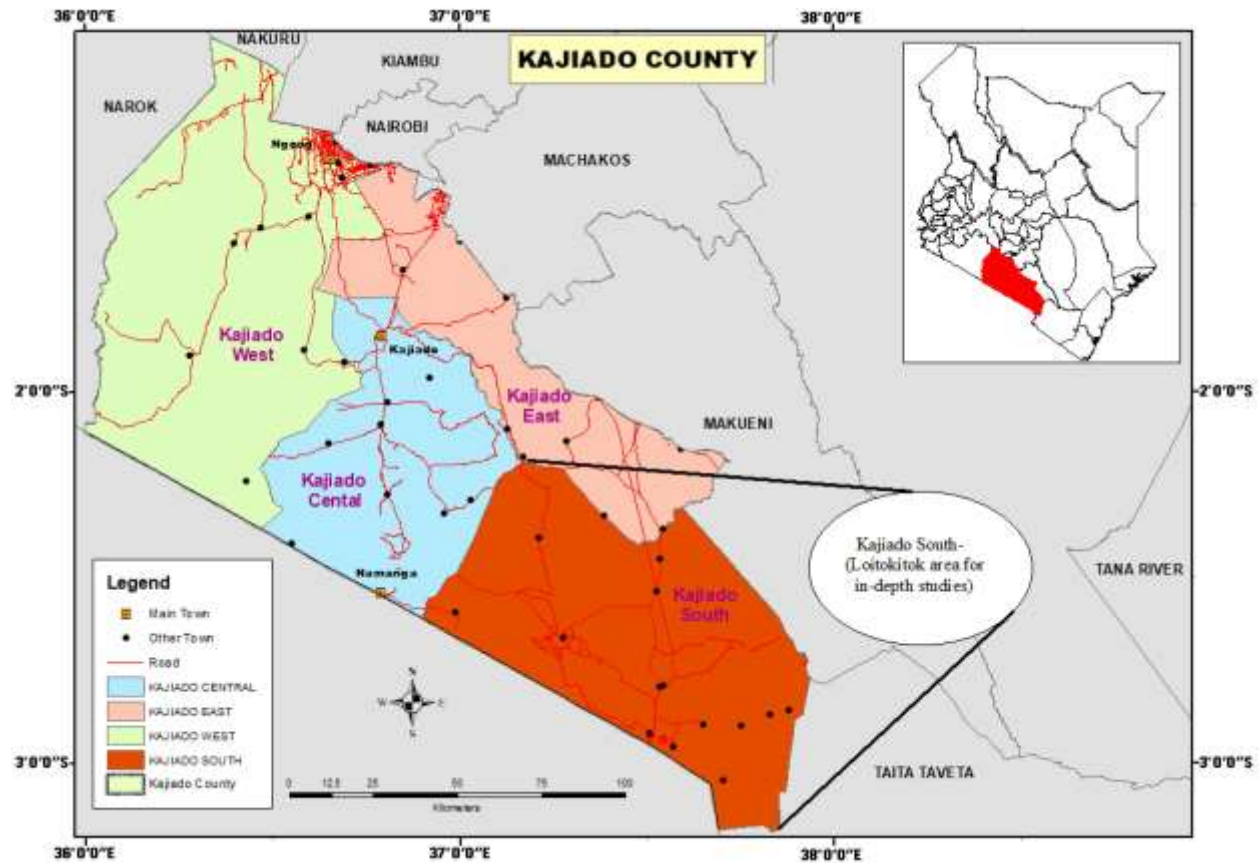 36°0'0"E
37°0'0"E
38°0'0"E
NAKURU
KIAMBU
KAJIADO COUNTY
NAROK
NAIROBI
Ngong
MACHAKOS
Kajiado
West
Kajiado
2°0'0"S
2°0'0"S
Kajiado
East
MAKUENI
Kajiado
Cental
Kajiado South-
(Loitokitok area for
in-depth studies)
TANA RIVER
Namanga
Kajiado
South
Legend
Main Town
Other Town
Road
KAJIADO CENTRAL
KAJIADO EAST
KAJIADO WEST
KAJIADO SOUTH
Kajiado County
N
W E
S
3°0'0"S
3°0'0"S
TAITA TAVETA
0 12.5 25 50 75 100
Kilometers
36°0'0"E
37°0'0"E
38°0'0"E